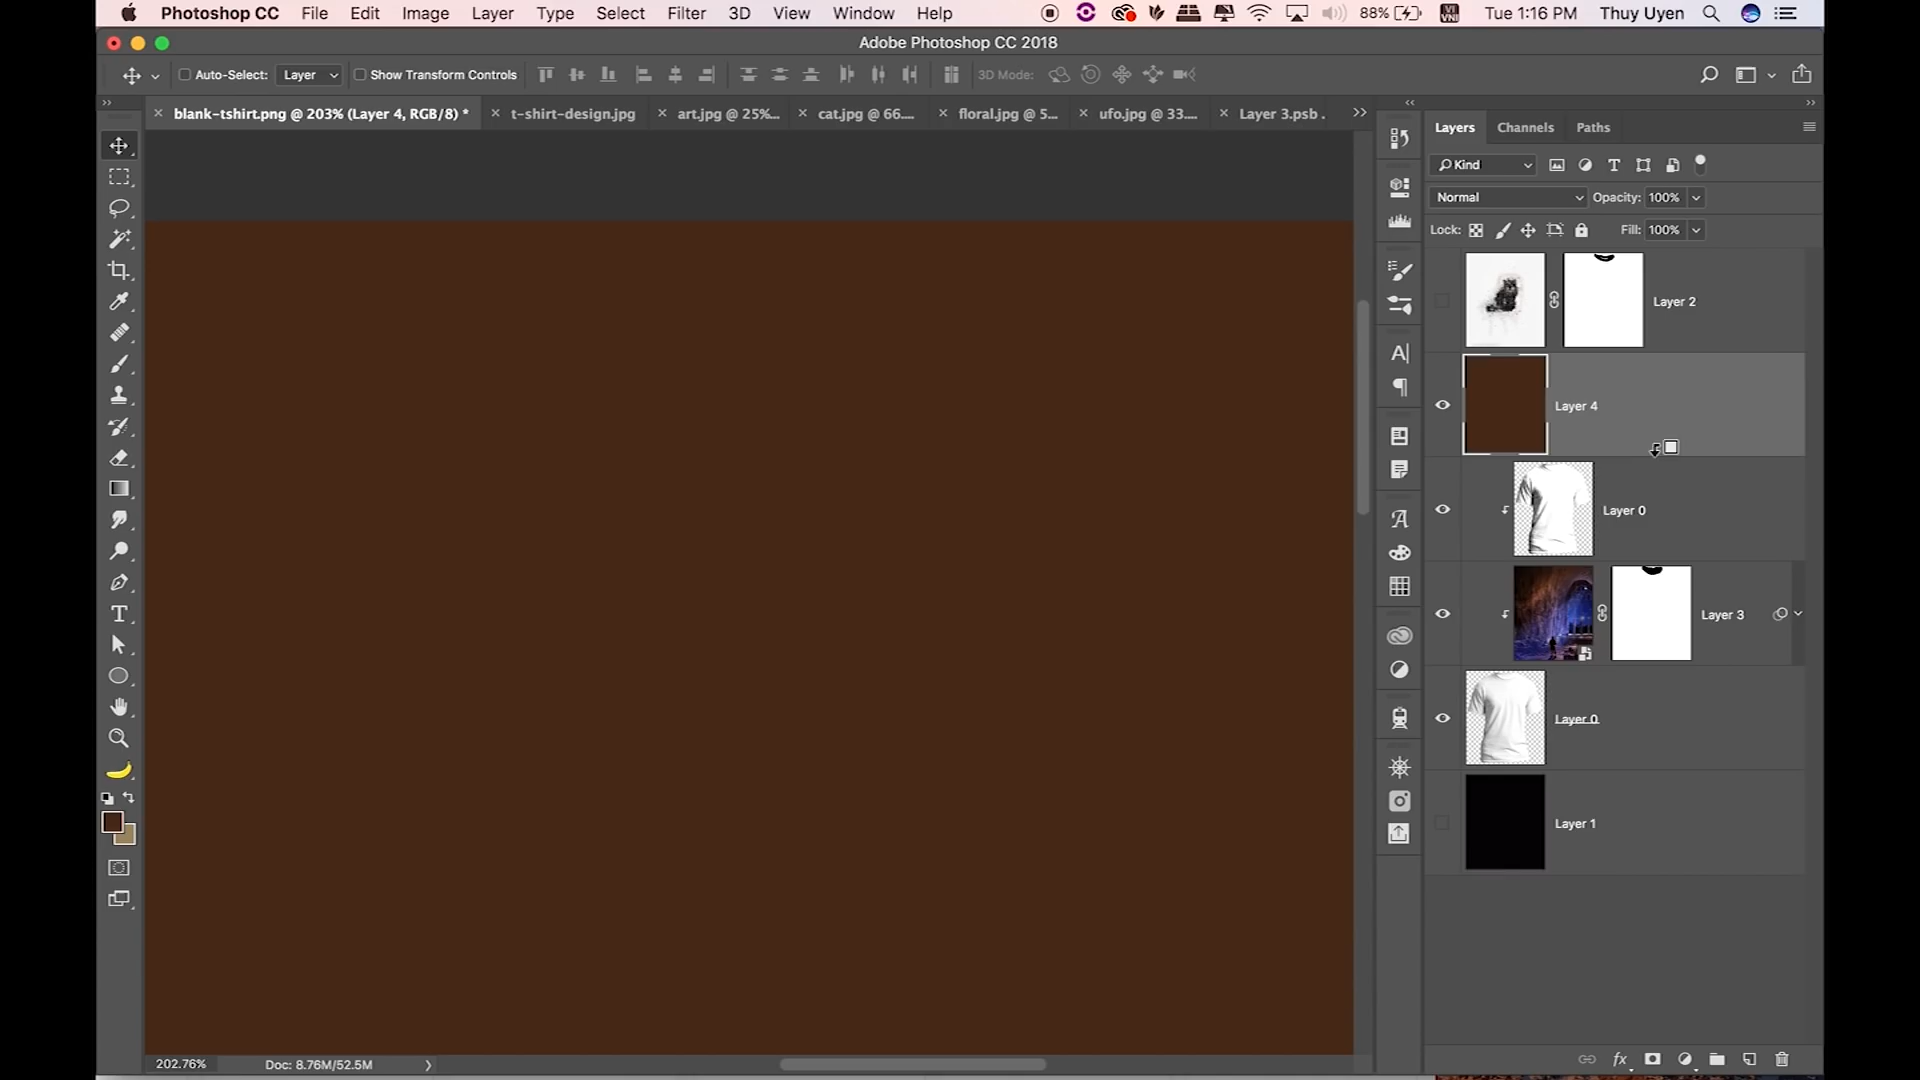 Photoshop CC File Edit Image Layer Type Select Filter 3D View Window Help 88% VI VNI Tue 1:16 PM Thuy Uyen
Adobe Photoshop CC 2018
Auto-Select: Layer Show Transform Controls 3D Mode:
blank-tshirt.png @ 203% (Layer 4, RGB/8) * t-shirt-design.jpg art.jpg @ 25%... cat.jpg @ 66.... floral.jpg @ 5... ufo.jpg @ 33.... Layer 3.psb .
Layers Channels Paths
Kind
Normal Opacity: 100%
Lock: Fill: 100%
Layer 2
Layer 4
Layer 0
Layer 3
Layer 0
Layer 1
202.76% Doc: 8.76M/52.5M
fx